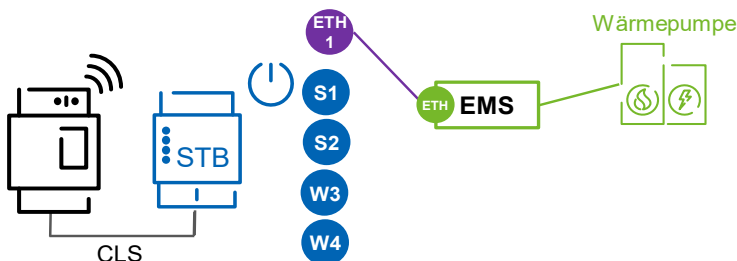 ETH
1
Wärmepumpe
S1
ETH
EMS
S2
STB
W3
W4
CLS